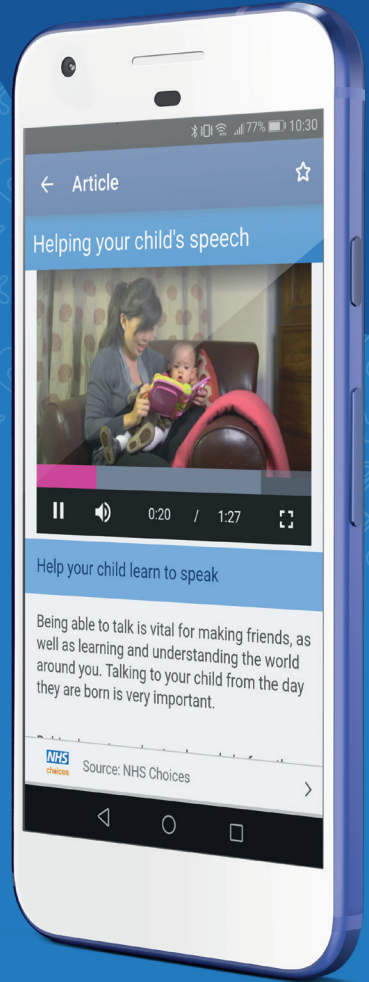 77% 10:30
Article
Helping your child's speech
0:20 / 1:27
Help your child learn to speak
Being able to talk is vital for making friends, as
well as learning and understanding the world
around you. Talking to your child from the day
they are born is very important.
NHS
choices
Source: NHS Choices